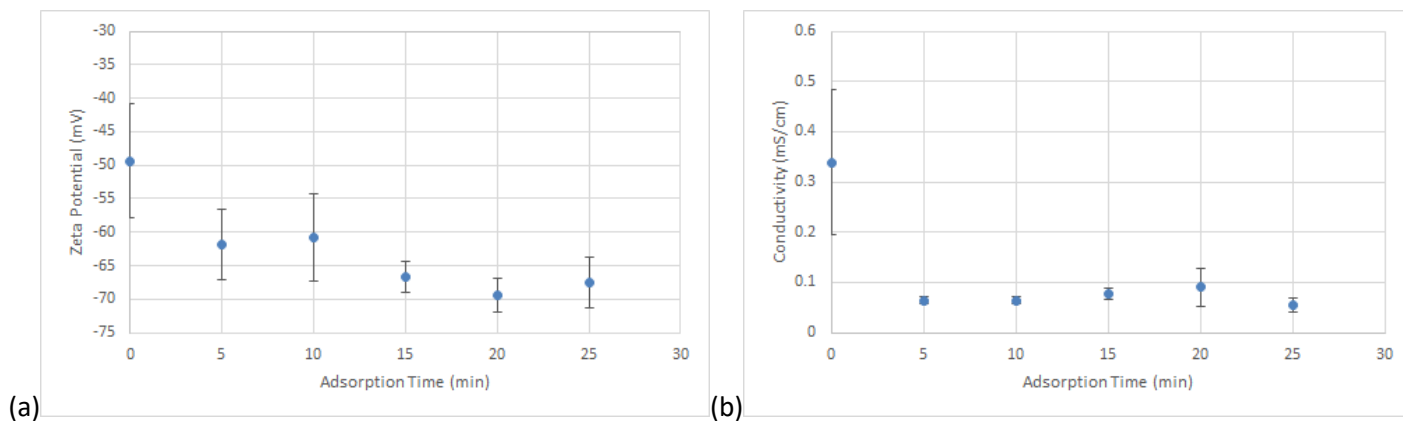 -30
-35
-40
-45
-50
-55
-60
-65
-70
-75
Zeta Potential (mV)
0 5 10 15 20 25 30
Adsorption Time (min)
(a)
0.6
0.5
0.4
0.3
0.2
0.1
0
Conductivity (mS/cm)
0 5 10 15 20 25 30
Adsorption Time (min)
(b)